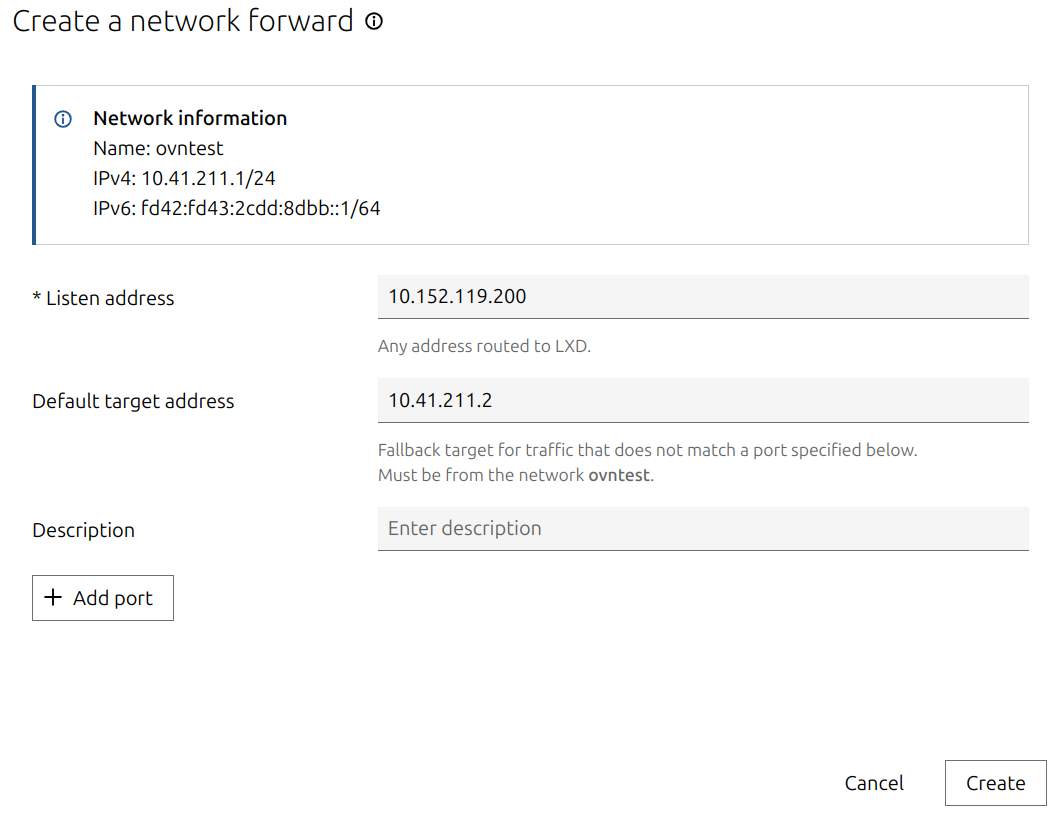 Create a network forward
Network information
Name: ovntest
IPv4: 10.41.211.1/24
IPv6: fd42:fd43:2cdd:8dbb::1/64
* Listen address
10.152.119.200
Any address routed to LXD.
Default target address
10.41.211.2
Fallback target for traffic that does not match a port specified below.
Must be from the network ovntest.
Description
Enter description
Add port
Cancel
Create